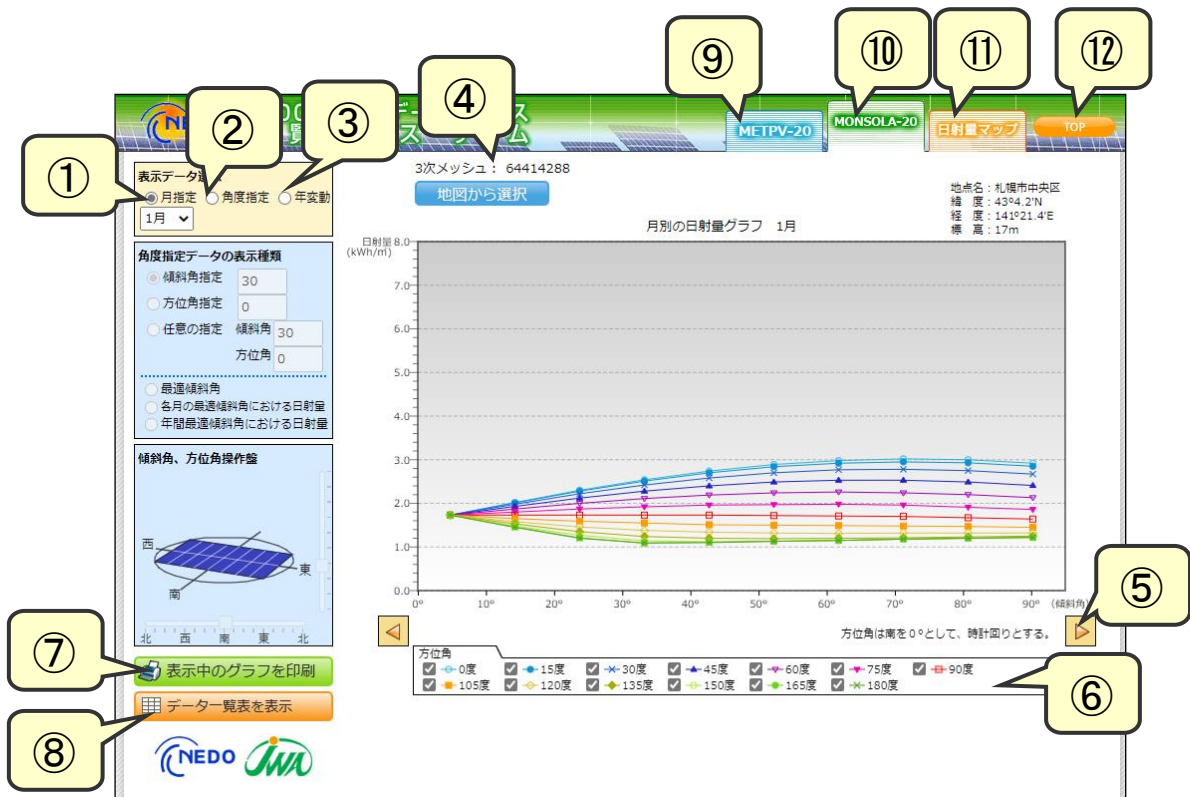 ⑨
⑩
⑪
⑫
④
③
②
①
METPV-20
MONSOLA-20
日射量マップ
TOP
3次メッシュ: 64414288
地図から選択
地点名:札幌市中央区
緯 度:43º4.2'N
経 度:141º21.4'E
標 高:17m
月指定
角度指定
年変動
1月
角度指定データの表示種類
傾斜角指定 30
方位角指定 0
任意の指定 傾斜角 30
方位角 0
最適傾斜角
各月の最適傾斜角における日射量
年間最適傾斜角における日射量
傾斜角、方位角操作盤
西
東
南
北 西 南 東 北
月別の日射量グラフ 1月
日射量
(kWh/㎡)
8.0
7.0
6.0
5.0
4.0
3.0
2.0
1.0
0.0
0º 10º 20º 30º 40º 50º 60º 70º 80º 90º (傾斜角)
⑤
方位角は南を0ºとして、時計回りとする。
方位角
0度 15度 30度 45度 60度 75度 90度
105度 120度 135度 150度 165度 180度
⑥
⑦
表示中のグラフを印刷
データ一覧表を表示
⑧
NEDO JWA